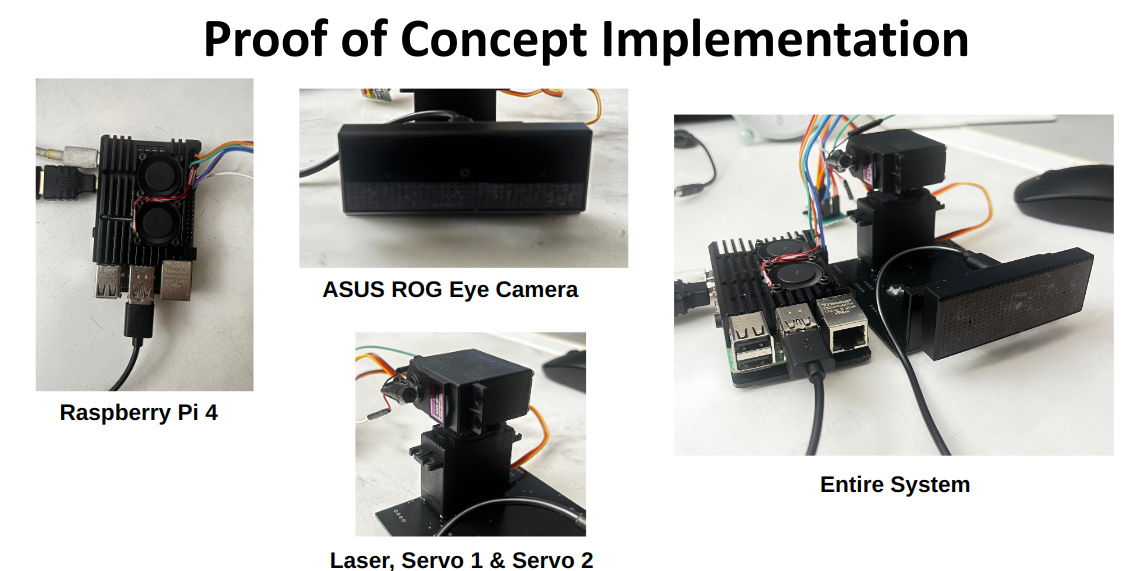 Proof of Concept Implementation
Raspberry Pi 4
ASUS ROG Eye Camera
Laser, Servo 1 & Servo 2
Entire System